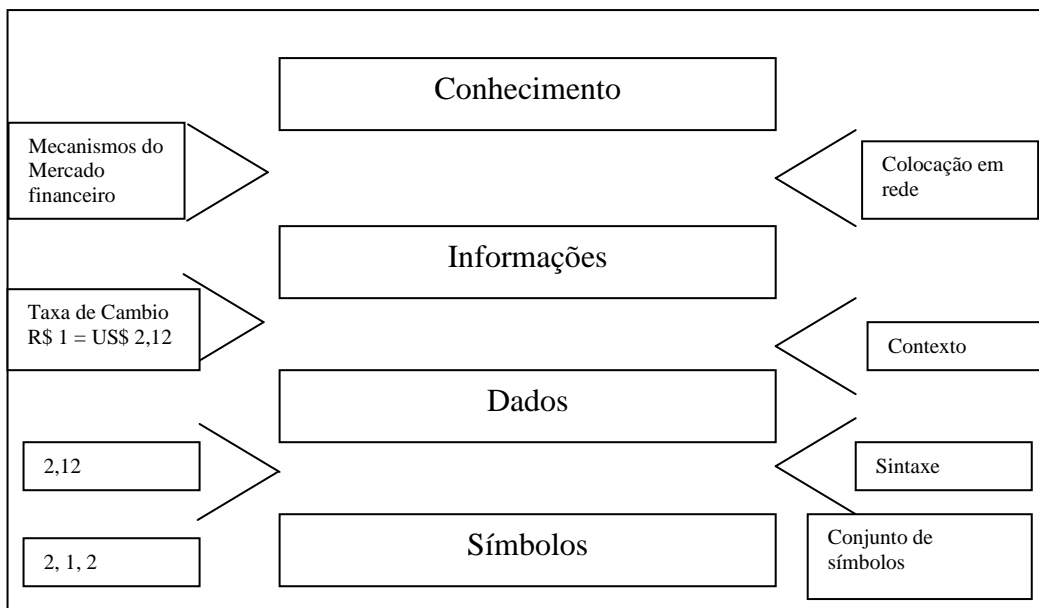 Conhecimento
Mecanismos do
Mercado
financeiro
Colocação em
rede
Informações
Taxa de Cambio
R$ 1 = US$ 2,12
Contexto
Dados
2,12
Sintaxe
Símbolos
2, 1, 2
Conjunto de
símbolos